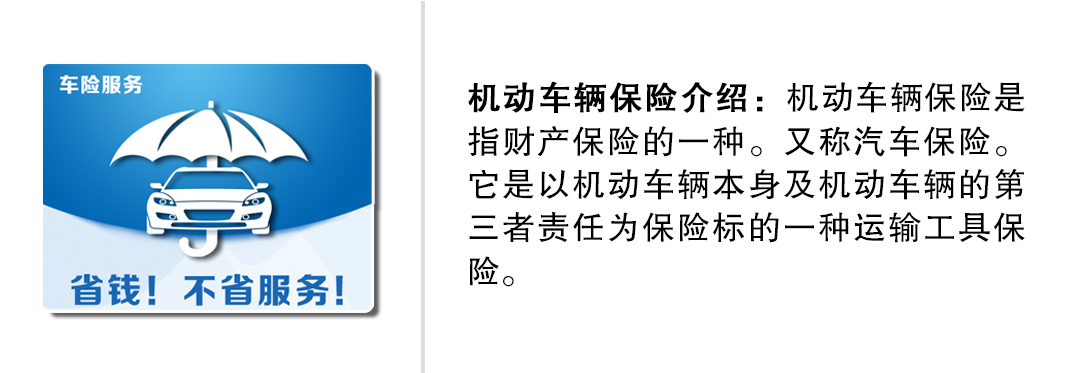 车险服务
省钱！不省服务！
机动车辆保险介绍：机动车辆保险是
指财产保险的一种。又称汽车保险。
它是以机动车辆本身及机动车辆的第
三者责任为保险标的一种运输工具保
险。